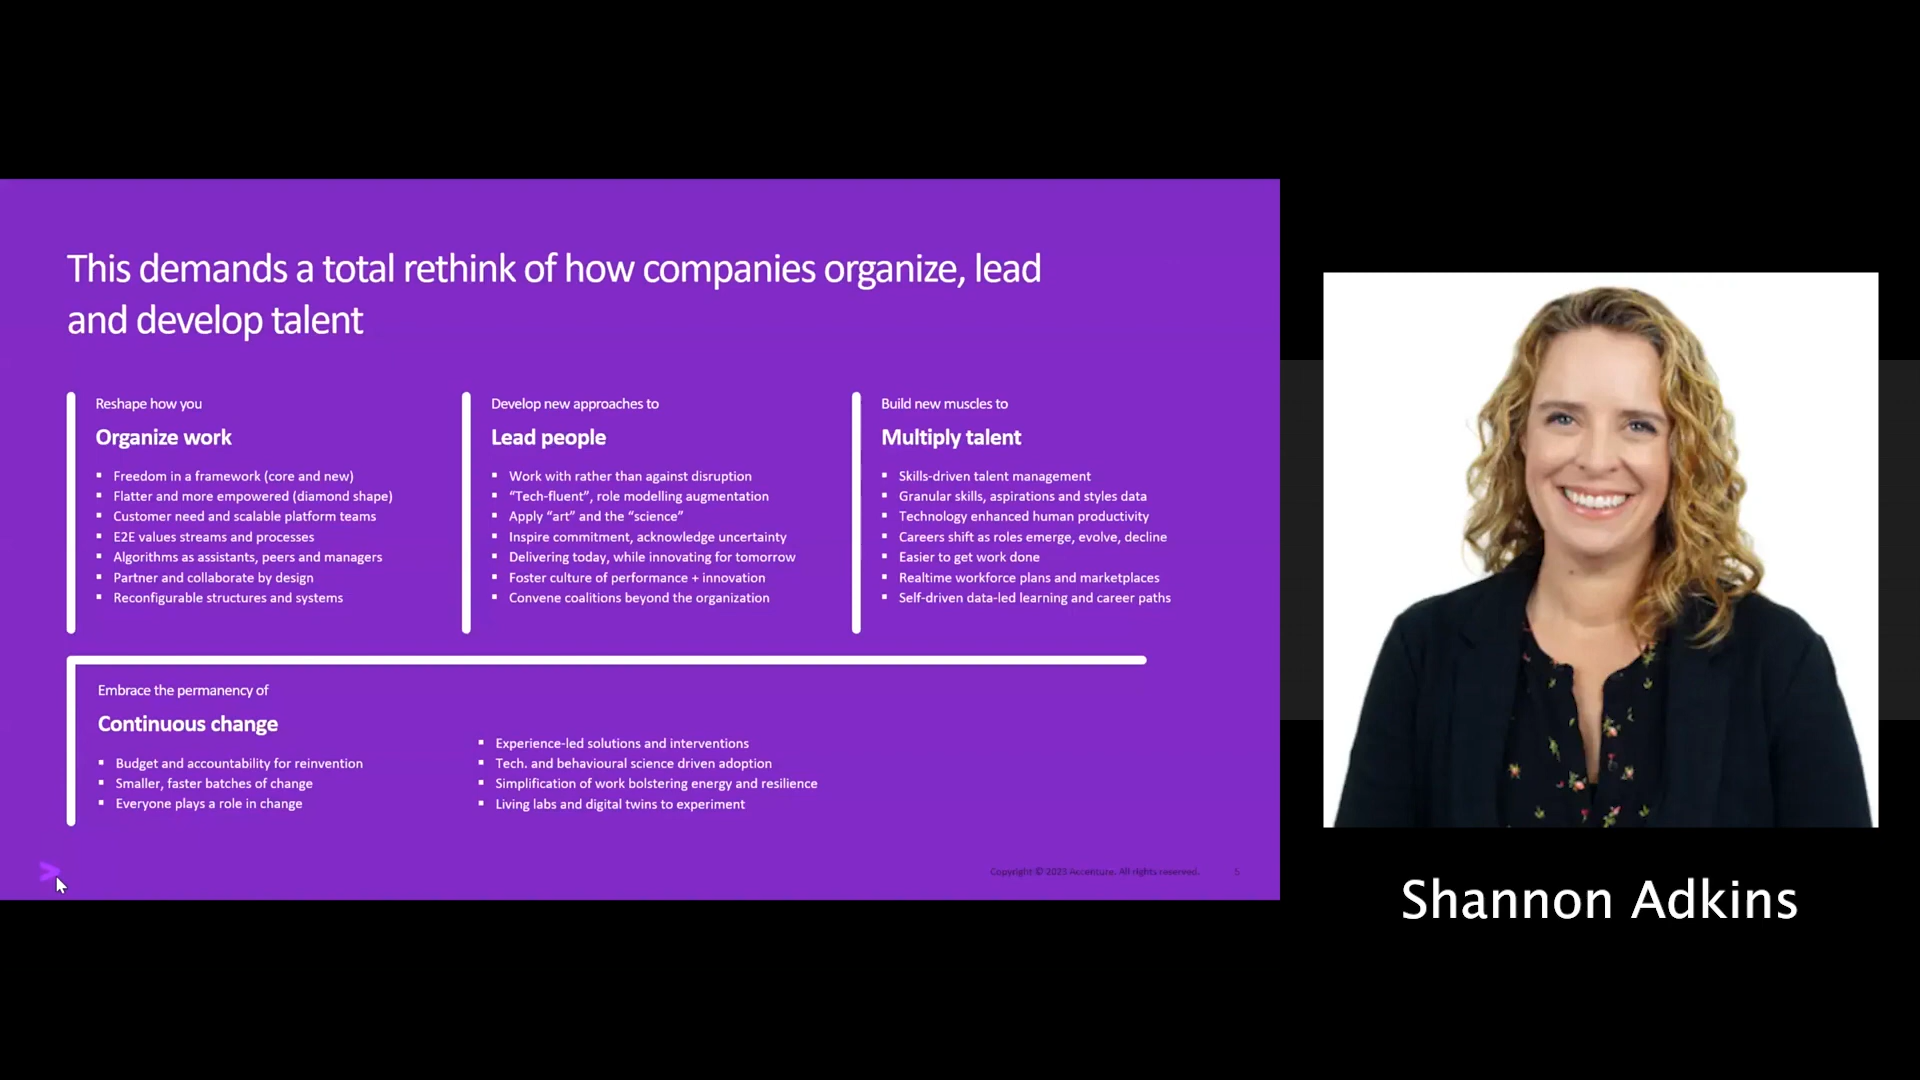 This demands a total rethink of how companies organize, lead
and develop talent
Reshape how you
Organize work
▪ Freedom in a framework (core and new)
▪ Flatter and more empowered (diamond shape)
▪ Customer need and scalable platform teams
▪ E2E values streams and processes
▪ Algorithms as assistants, peers and managers
▪ Partner and collaborate by design
▪ Reconfigurable structures and systems
Develop new approaches to
Lead people
▪ Work with rather than against disruption
▪ “Tech-fluent”, role modelling augmentation
▪ Apply “art” and the “science”
▪ Inspire commitment, acknowledge uncertainty
▪ Delivering today, while innovating for tomorrow
▪ Foster culture of performance + innovation
▪ Convene coalitions beyond the organization
Build new muscles to
Multiply talent
▪ Skills-driven talent management
▪ Granular skills, aspirations and styles data
▪ Technology enhanced human productivity
▪ Careers shift as roles emerge, evolve, decline
▪ Easier to get work done
▪ Realtime workforce plans and marketplaces
▪ Self-driven data-led learning and career paths
Embrace the permanency of
Continuous change
▪ Budget and accountability for reinvention
▪ Smaller, faster batches of change
▪ Everyone plays a role in change
▪ Experience-led solutions and interventions
▪ Tech. and behavioural science driven adoption
▪ Simplification of work bolstering energy and resilience
▪ Living labs and digital twins to experiment
Copyright © 2023 Accenture. All rights reserved.
5
Shannon Adkins